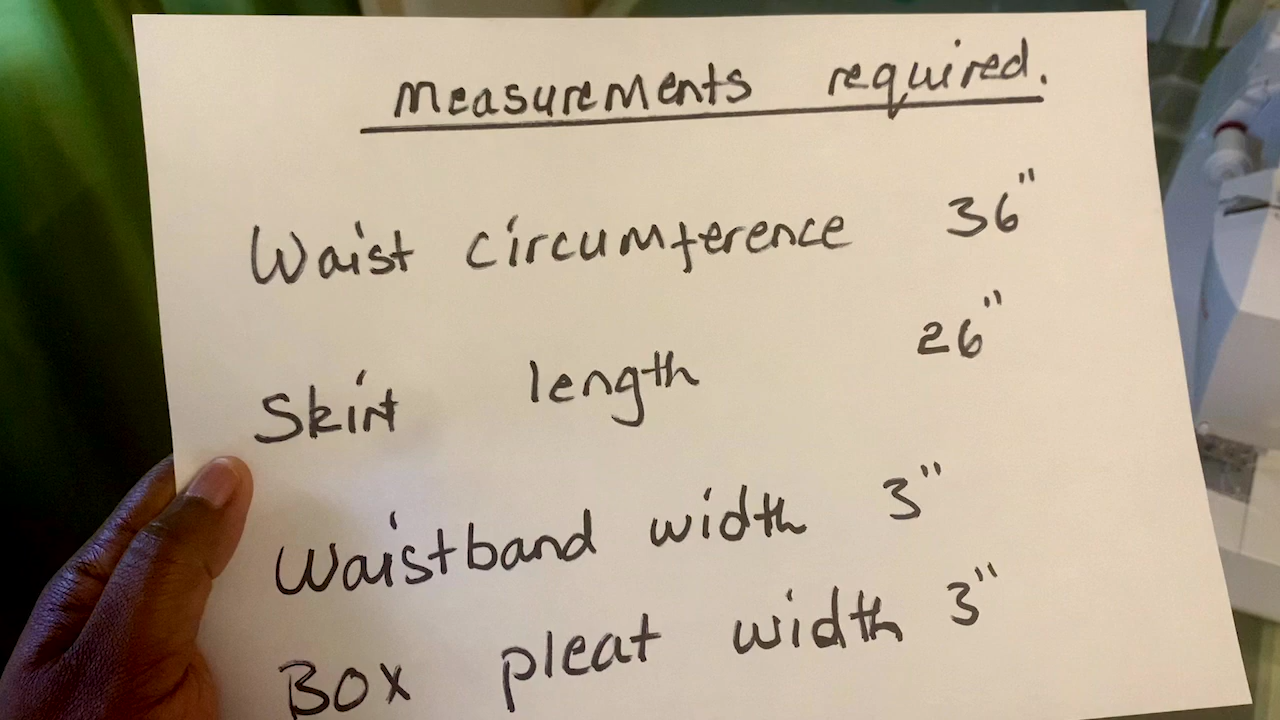 measurements required.
Waist circumference 36"
Skirt length 26"
Waistband width 3"
Box pleat width 3"